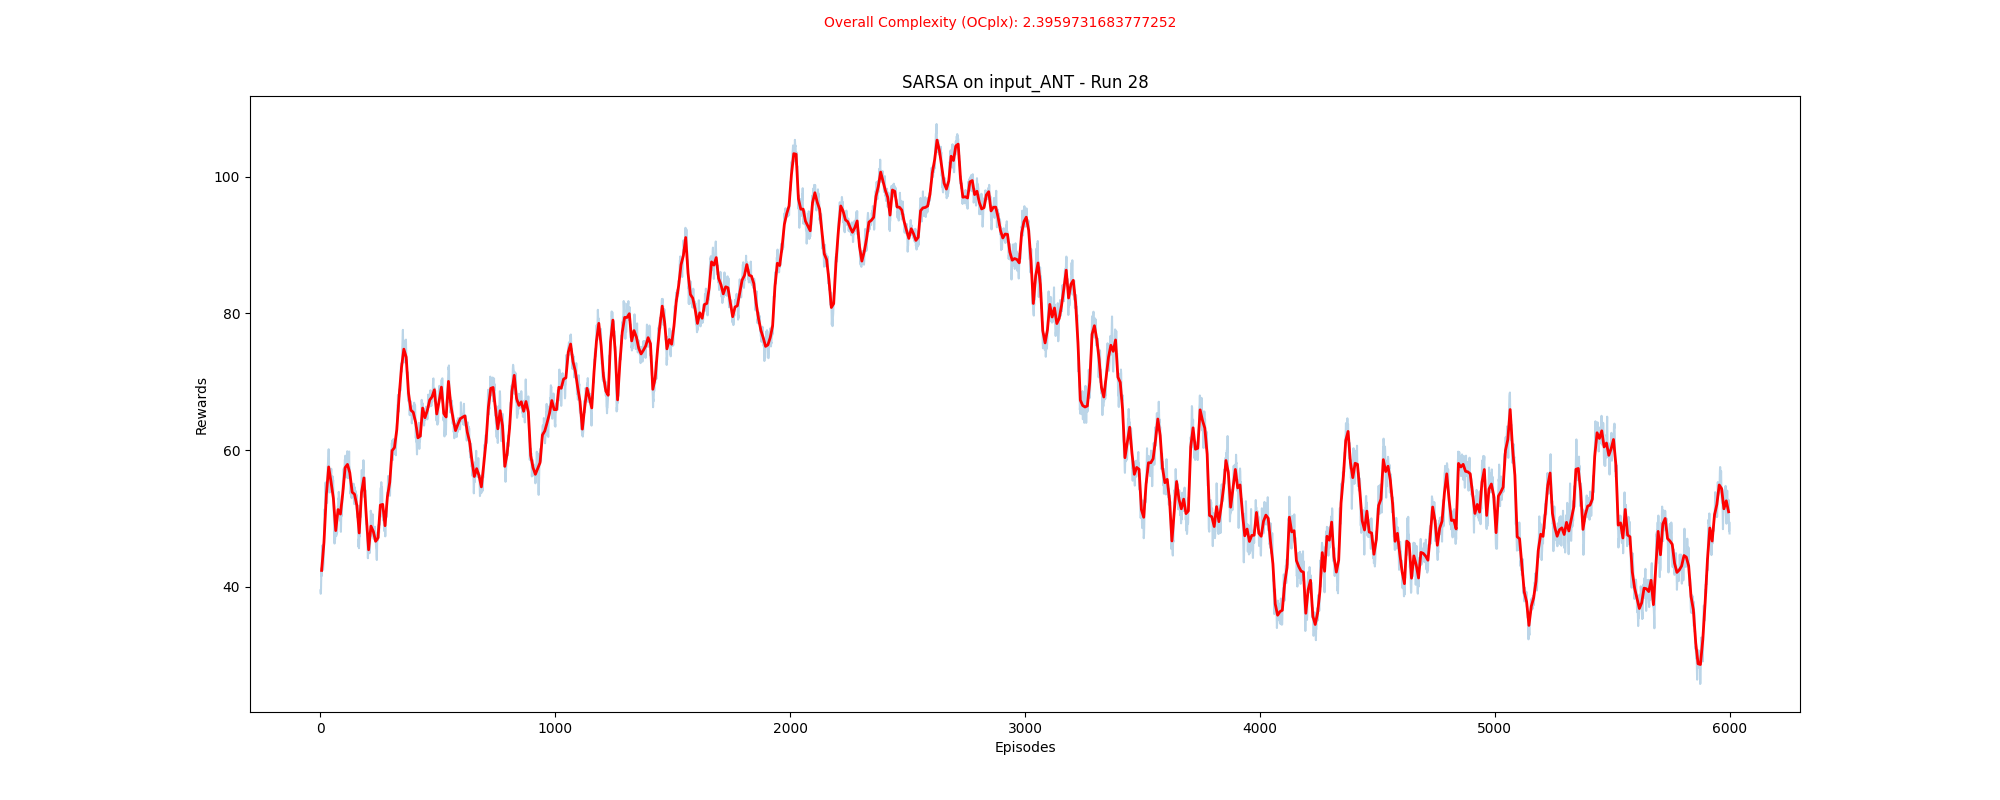 Overall Complexity (OCplx): 2.3959731683777252
SARSA on input_ANT - Run 28
Rewards
100
80
60
40
0 1000 2000 3000 4000 5000 6000
Episodes